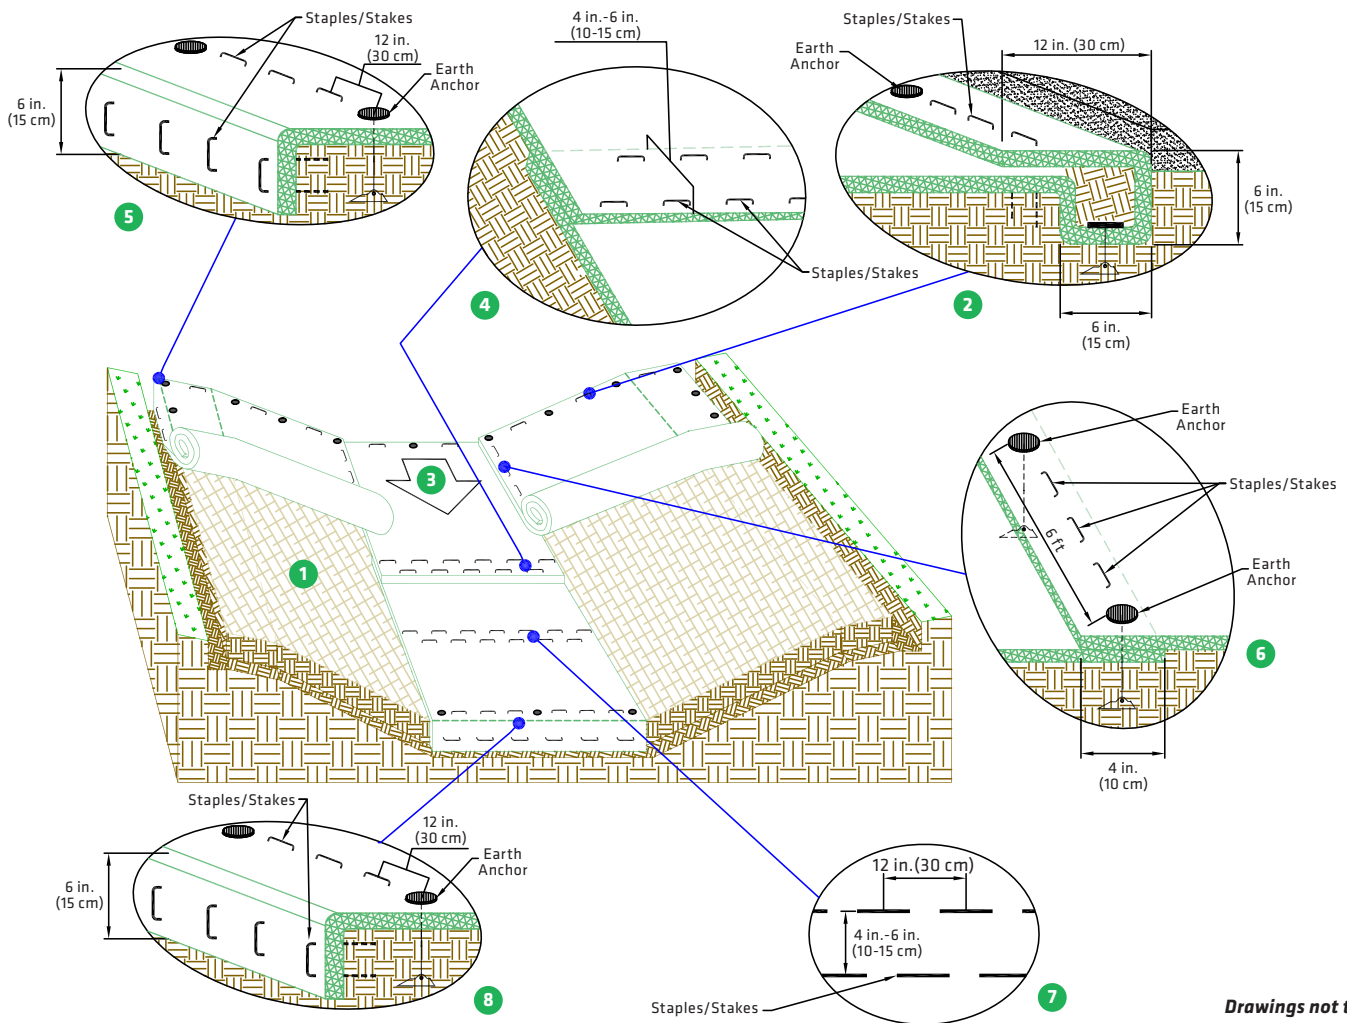 Staples/Stakes
12 in.
(30 cm)
Earth
Anchor
6 in.
(15 cm)
5
4 in.-6 in.
(10-15 cm)
Staples/Stakes
4
Staples/Stakes
Earth
Anchor
12 in. (30 cm)
6 in.
(15 cm)
6 in.
(15 cm)
2
3
1
Earth
Anchor
Staples/Stakes
6 ft
Earth
Anchor
6
4 in.
(10 cm)
Staples/Stakes
12 in.
(30 cm)
Earth
Anchor
6 in.
(15 cm)
8
12 in.(30 cm)
4 in.-6 in.
(10-15 cm)
Staples/Stakes
7
Drawings not t